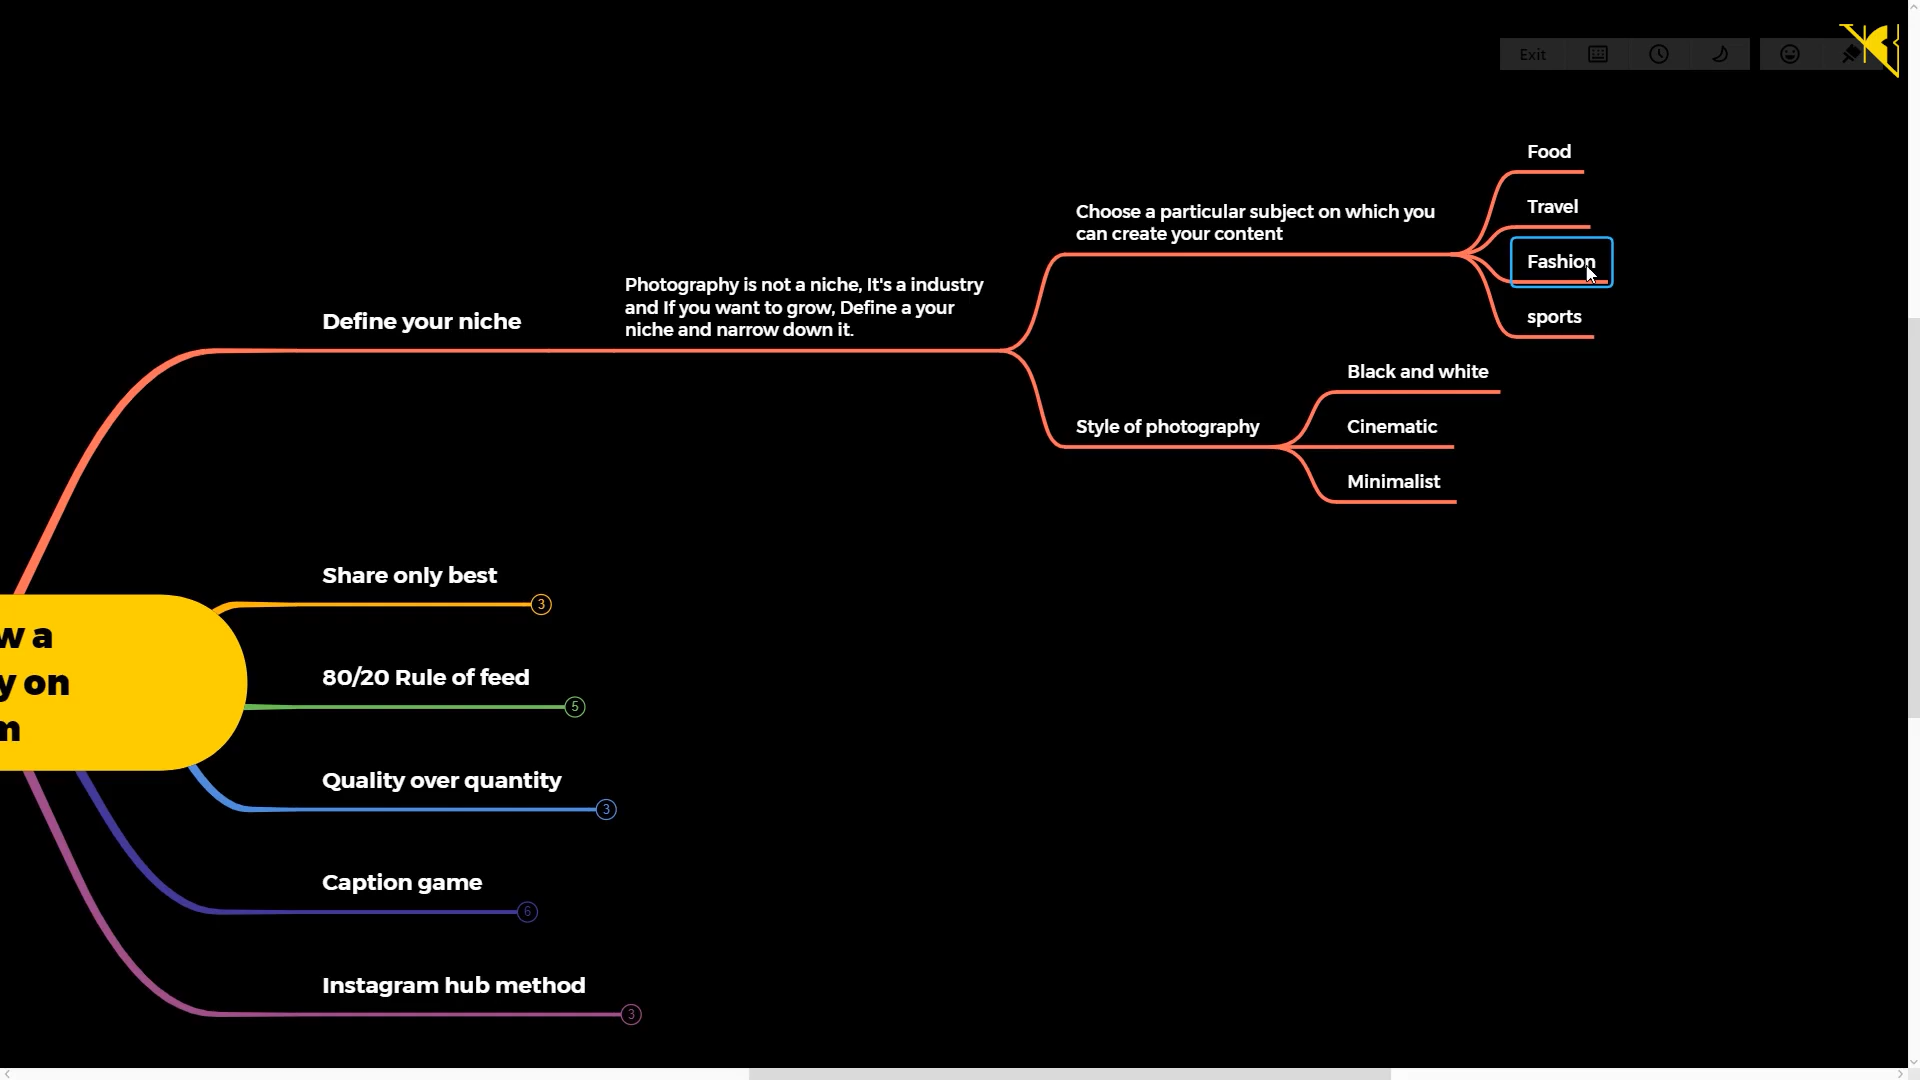 Exit
Food
Travel
Fashion
sports
Choose a particular subject on which you
can create your content
Photography is not a niche, It's a industry
and If you want to grow, Define a your
niche and narrow down it.
Define your niche
Black and white
Style of photography
Cinematic
Minimalist
Share only best
3
w a
y on
m
80/20 Rule of feed
5
Quality over quantity
3
Caption game
6
Instagram hub method
3